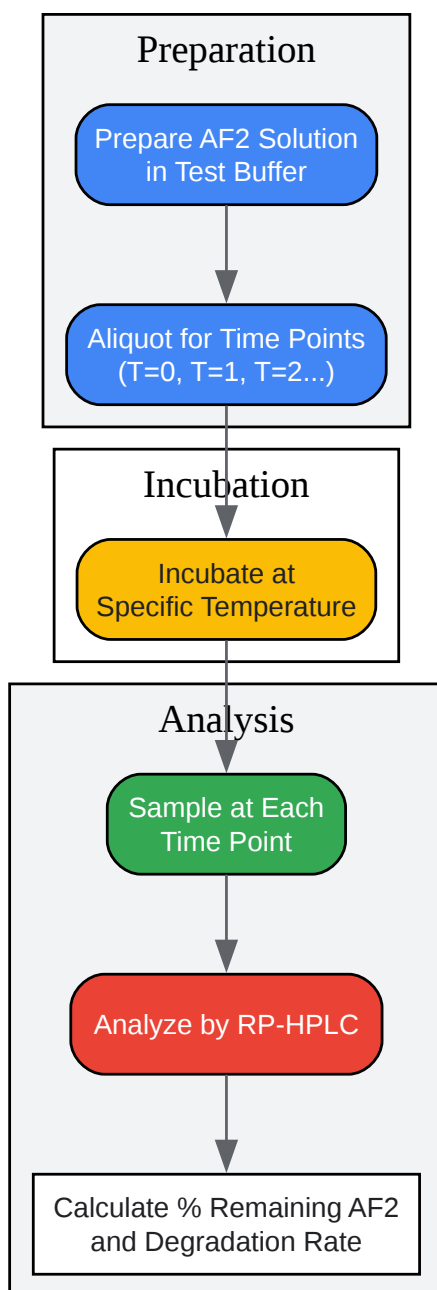 Preparation
Prepare AF2 Solution
in Test Buffer
Aliquot for Time Points
(T=0, T=1, T=2...)
Incubation
Incubate at
Specific Temperature
Analysis
Sample at Each
Time Point
Analyze by RP-HPLC
Calculate % Remaining AF2
and Degradation Rate